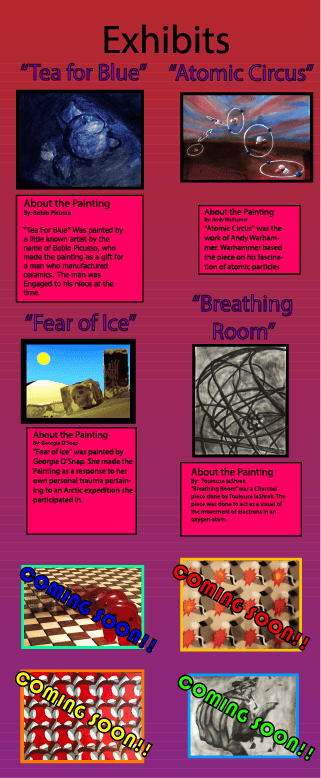 Exhibits
"Tea for Blue"
"Atomic Circus"
About the Painting
By: Boblo Picusso
"Tea For Blue" Was painted by
a little known artist by the
name of Boblo Picusso, who
made the painting as a gift for
a man who manufactured
ceramics. The man was
Engaged to his niece at the
time.
About the Painting
By: Andy Warhamer
"Atomic Circus" was the
work of Andy Warham-
mer. Warhammer based
the piece on his fascina-
tion of atomic particles
"Fear of Ice"
"Breathing
Room"
About the Painting
By: Georgia O'Snap
"Fear of Ice" was painted by
Georgia O'Snap. She made the
Painting as a response to her
own personal trauma pertain-
ing to an Arctic expedition she
participated in.
About the Painting
By: Toulouse laShrek
"Breathing Room" was a Charcoal
piece done by Toulouse laShrek. The
piece was done to act as a visual of
the movement of electrons in an
oxygen atom.
COMING SOON!!
COMING SOON!!
COMING SOON!!
COMING SOON!!